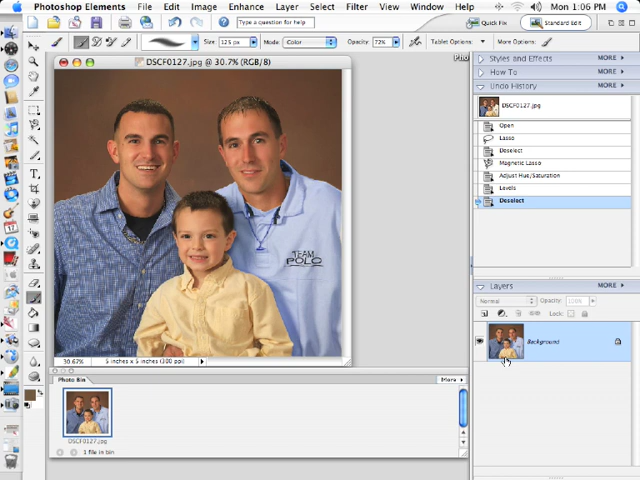 Photoshop Elements File Edit Image Enhance Layer Select Filter View Window Help Mon 1:06 PM
Type a question for help Quick Fix Standard Edit
Size: 125 px Mode: Color Opacity: 72% Tablet Options: More Options:
DSCF0127.jpg @ 30.7% (RGB/8)
Pho
Styles and Effects MORE
How To MORE
Undo History MORE
DSCF0127.jpg
Open
Lasso
Deselect
Magnetic Lasso
Adjust Hue/Saturation
Levels
Deselect
TEAM
POLO
Layers MORE
Normal Opacity: 100%
Lock:
Background
30.67% 5 inches x 5 inches (300 ppi)
Photo Bin More
DSCF0127.jpg
1 file in bin